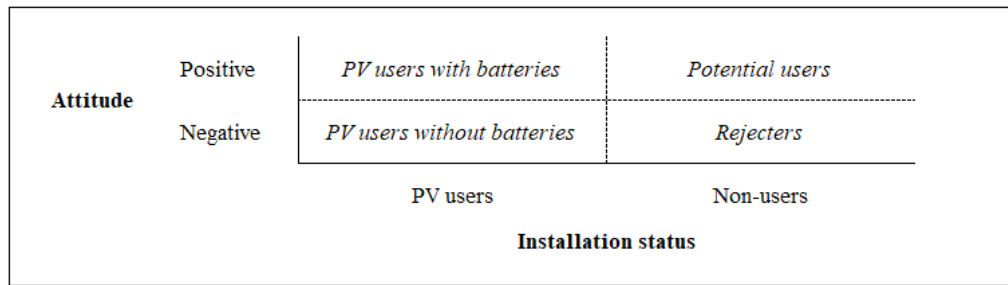 Positive PV users with batteries Potential users
Attitude
Negative PV users without batteries Rejecters
PV users Non-users
Installation status